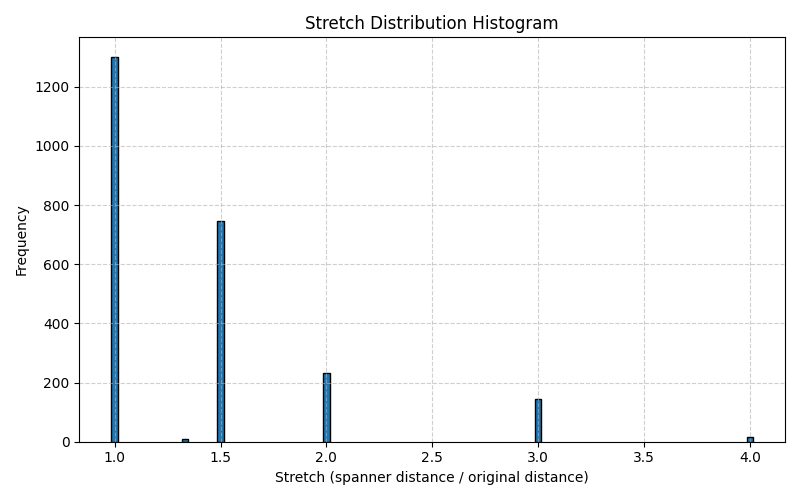 Stretch Distribution Histogram
Frequency
1200
1000
800
600
400
200
0
1.0 1.5 2.0 2.5 3.0 3.5 4.0
Stretch (spanner distance / original distance)